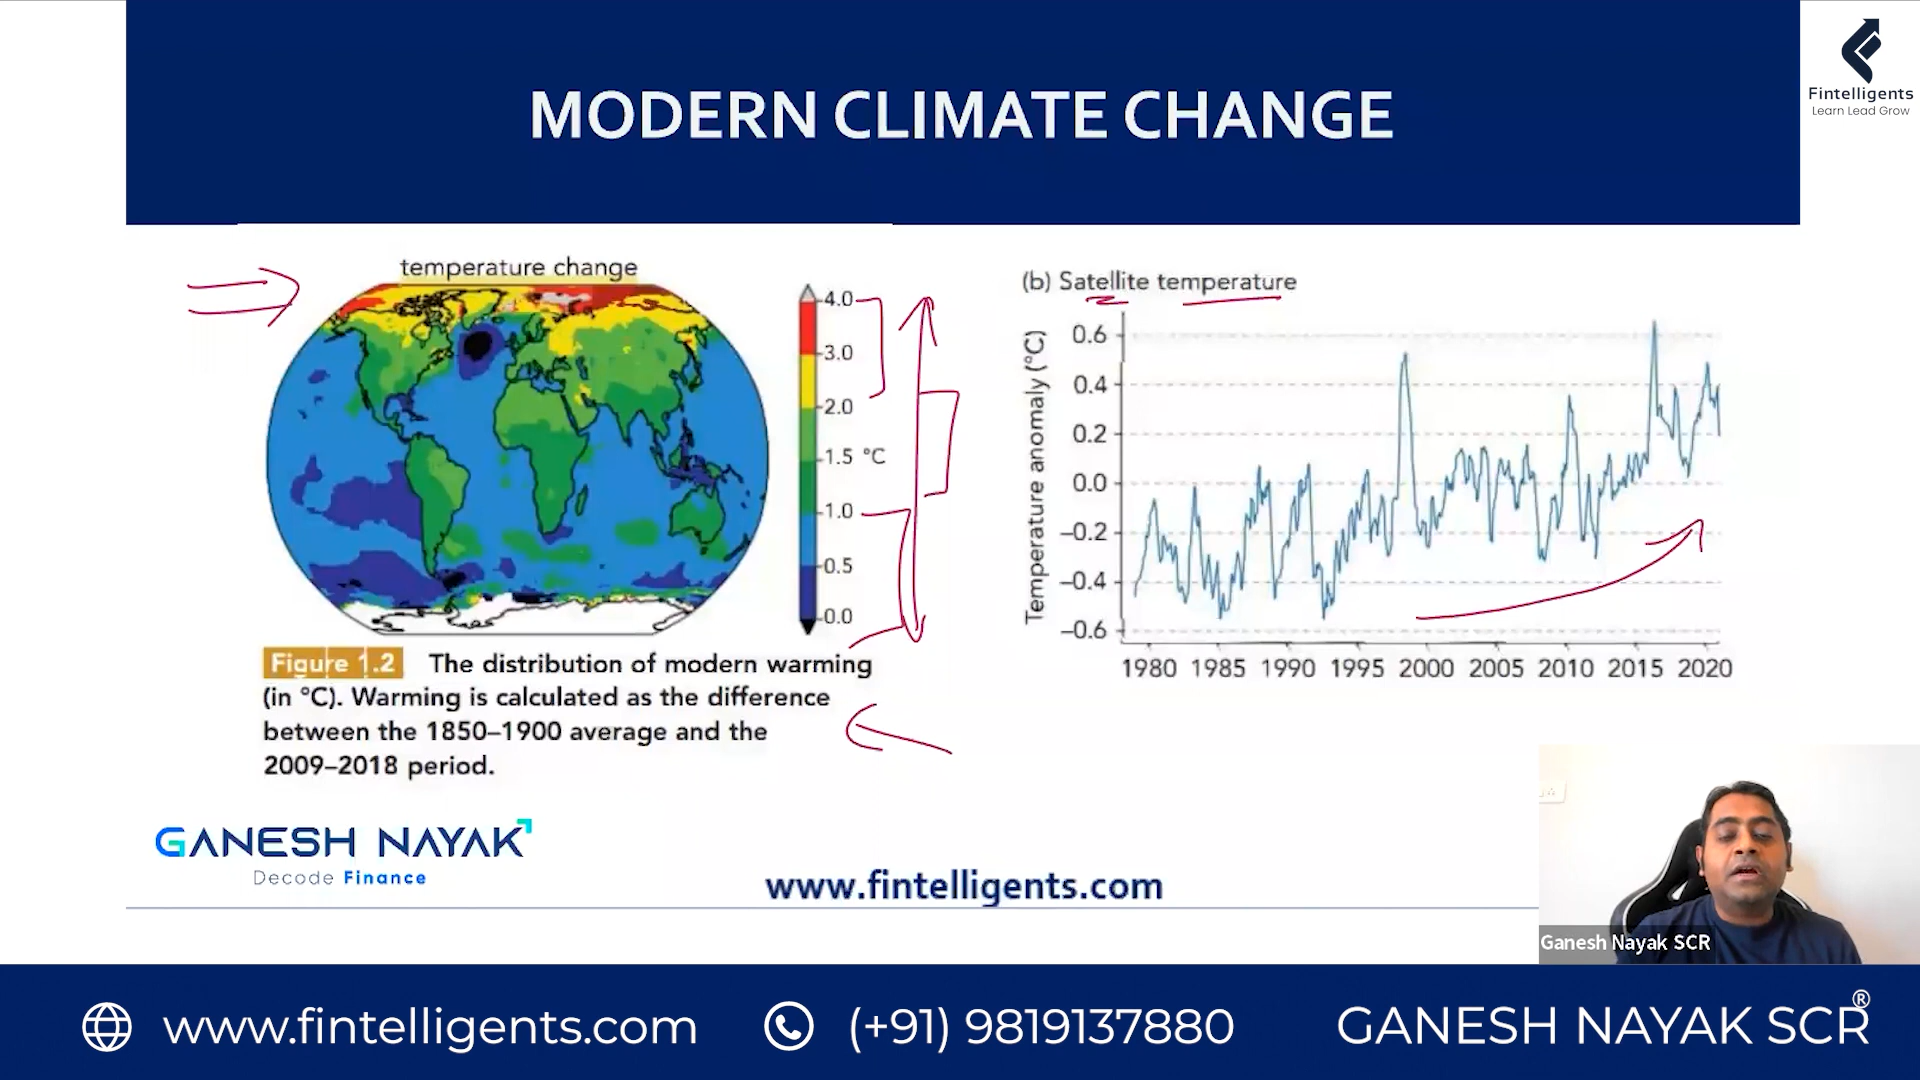 MODERN CLIMATE CHANGE
Fintelligents
Learn Lead Grow
temperature change
4.0
3.0
2.0
1.5 °C
1.0
0.5
0.0
Figure 1.2 The distribution of modern warming
(in °C). Warming is calculated as the difference
between the 1850–1900 average and the
2009–2018 period.
(b) Satellite temperature
Temperature anomaly (°C)
0.6
0.4
0.2
0.0
–0.2
–0.4
–0.6
1980 1985 1990 1995 2000 2005 2010 2015 2020
GANESH NAYAK
Decode Finance
www.fintelligents.com
Ganesh Nayak SCR
www.fintelligents.com
(+91) 9819137880
GANESH NAYAK SCR®